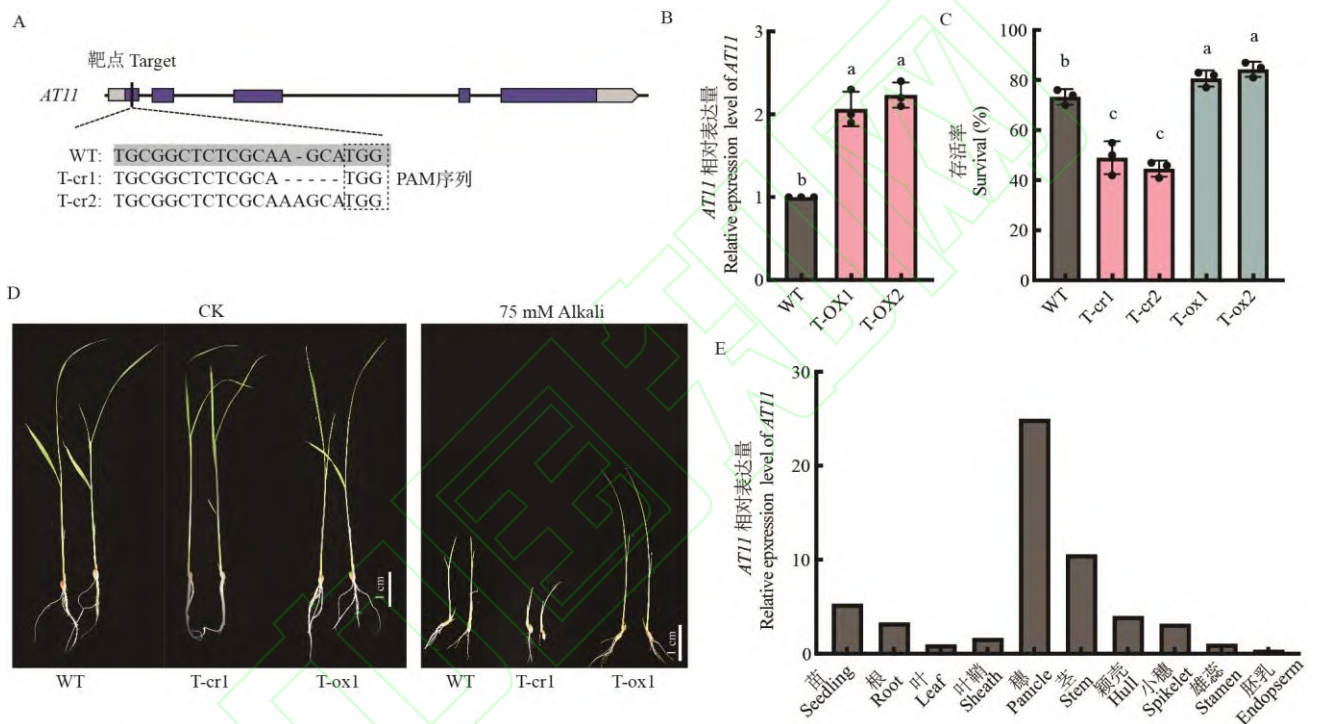 A
靶点 Target
AT11
WT: TGCGGCTCTCGCAA - GCATGG
T-cr1: TGCGGCTCTCGCA - - - - - TGG PAM序列
T-cr2: TGCGGCTCTCGCAAAGCATGG
B
AT11 相对表达量
Relative epxression level of AT11
3
2
1
0
b
a
a
WT
T-OX1
T-OX2
C
存活率
Survival (%)
100
80
60
40
20
0
b
c
c
a
a
WT
T-cr1
T-cr2
T-ox1
T-ox2
D
CK
75 mM Alkali
1 cm
1 cm
WT
T-cr1
T-ox1
WT
T-cr1
T-ox1
E
AT11 相对表达量
Relative epxression level of AT11
30
20
10
0
苗
Seedling
根
Root
叶
Leaf
叶鞘
Sheath
穗
Panicle
茎
Stem
颖壳
Hull
小穗
Spikelet
雄蕊
Stamen
胚乳
Endopserm